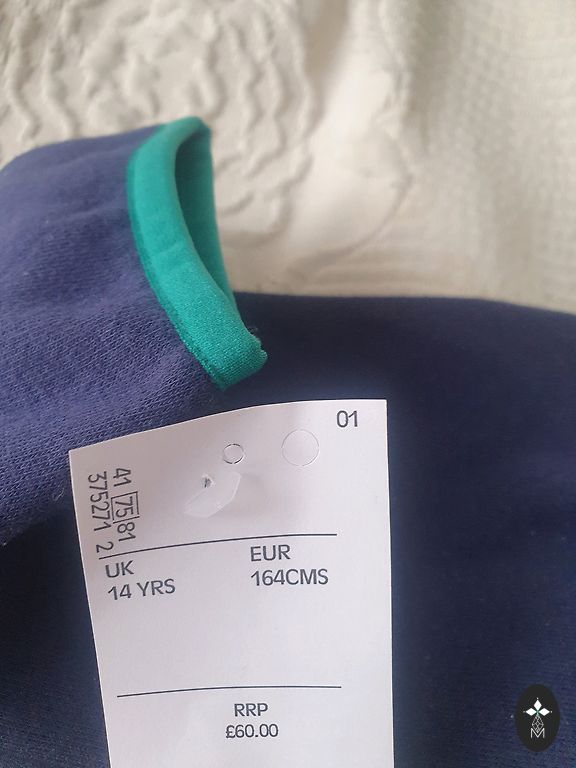 01
41 75 81
375271 2
UK
14 YRS
EUR
164CMS
RRP
£60.00
M